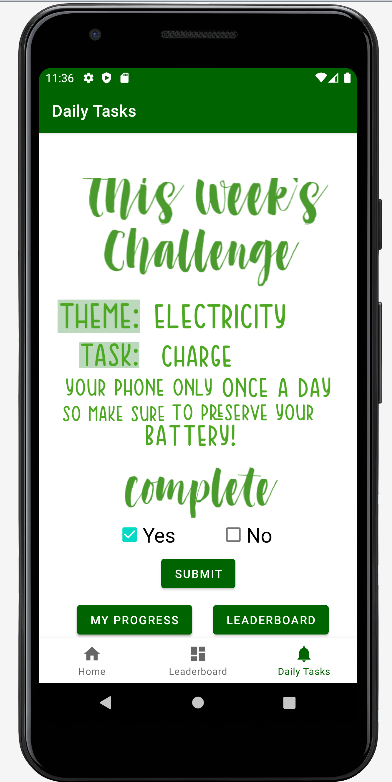 11:36
Daily Tasks
This Week's
Challenge
THEME: ELECTRICITY
TASK: CHARGE
YOUR PHONE ONLY ONCE A DAY
SO MAKE SURE TO PRESERVE YOUR
BATTERY!
complete
Yes No
SUBMIT
MY PROGRESS LEADERBOARD
Home Leaderboard Daily Tasks